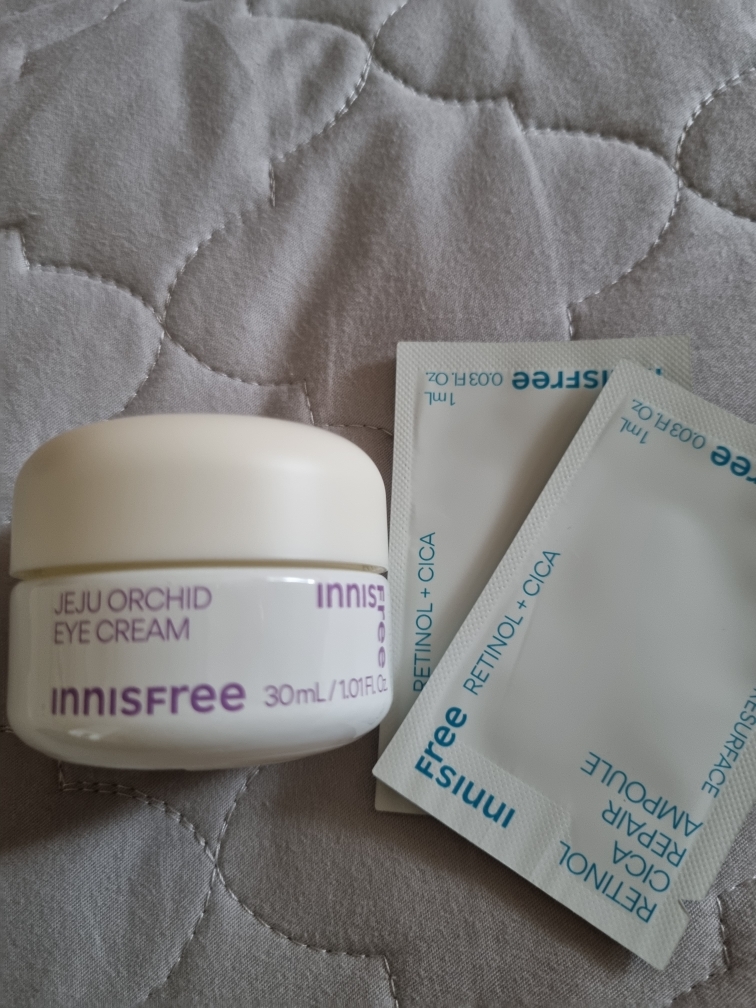 JEJU ORCHID
EYE CREAM
INNISFree 30mL / 1.01 Fl. Oz.
INNISFree
INNISFree
1mL 0.03 Fl. Oz.
RETINOL + CICA
1mL 0.03 Fl. Oz.
INNISFree RETINOL + CICA
RETINOL
CICA
REPAIR
AMPOULE